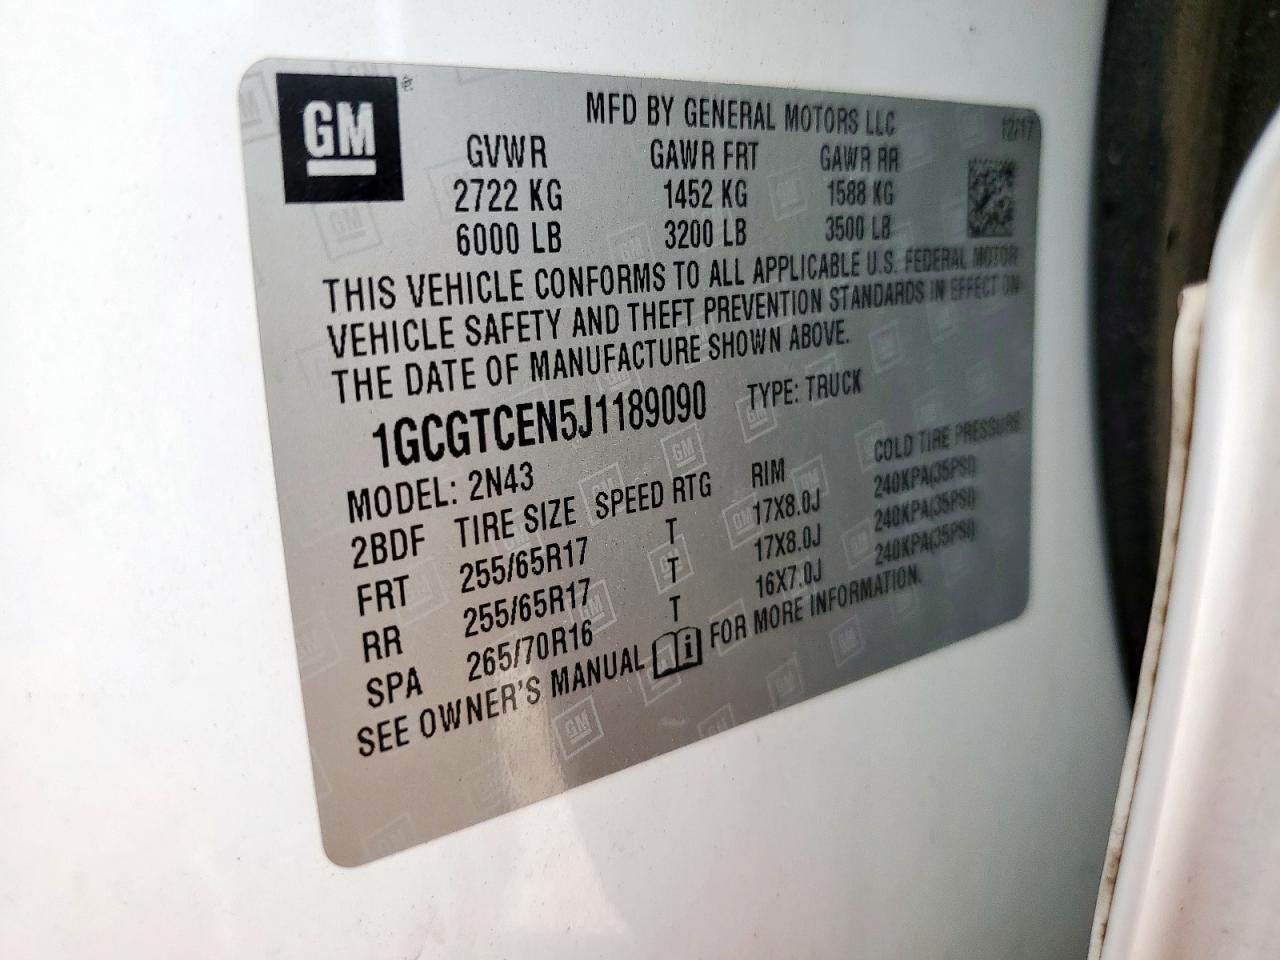 GM ®
MFD BY GENERAL MOTORS LLC 12/17
GVWR GAWR FRT GAWR RR
2722 KG 1452 KG 1588 KG
6000 LB 3200 LB 3500 LB
THIS VEHICLE CONFORMS TO ALL APPLICABLE U.S. FEDERAL MOTOR
VEHICLE SAFETY AND THEFT PREVENTION STANDARDS IN EFFECT ON
THE DATE OF MANUFACTURE SHOWN ABOVE.
1GCGTCEN5J1189090 TYPE: TRUCK
MODEL: 2N43
2BDF TIRE SIZE SPEED RTG RIM COLD TIRE PRESSURE
FRT 255/65R17 T 17X8.0J 240KPA(35PSI)
RR 255/65R17 T 17X8.0J 240KPA(35PSI)
SPA 265/70R16 T 16X7.0J 240KPA(35PSI)
SEE OWNER'S MANUAL i FOR MORE INFORMATION.